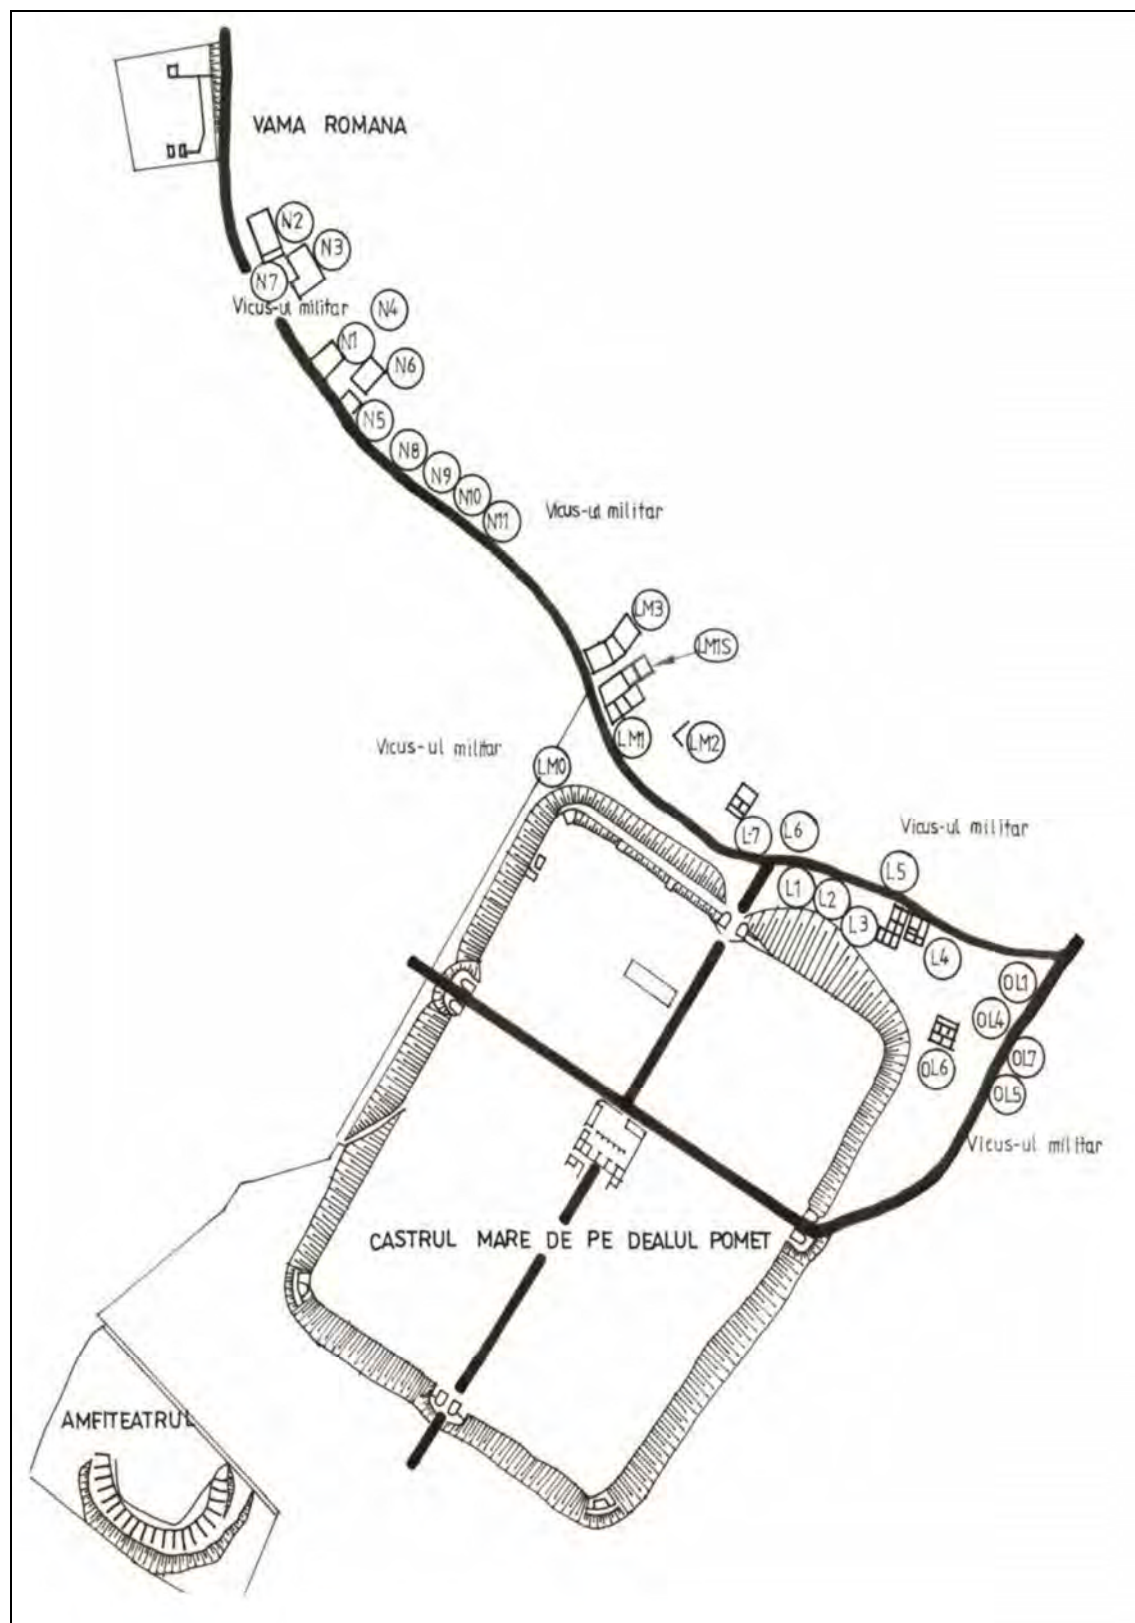 VAMA ROMANA
N2
N3
N7
Vicus-ul militar
N4
N1
N6
N5
N8
N9
N10
N11
Vicus-ul militar
LM3
LM1S
LM1
LM2
Vicus-ul militar
LM0
L7
L6
Vicus-ul militar
L5
L1
L2
L3
L4
OL1
OL4
OL7
OL6
OL5
Vicus-ul militar
CASTRUL MARE DE PE DEALUL POMET
AMFITEATRUL